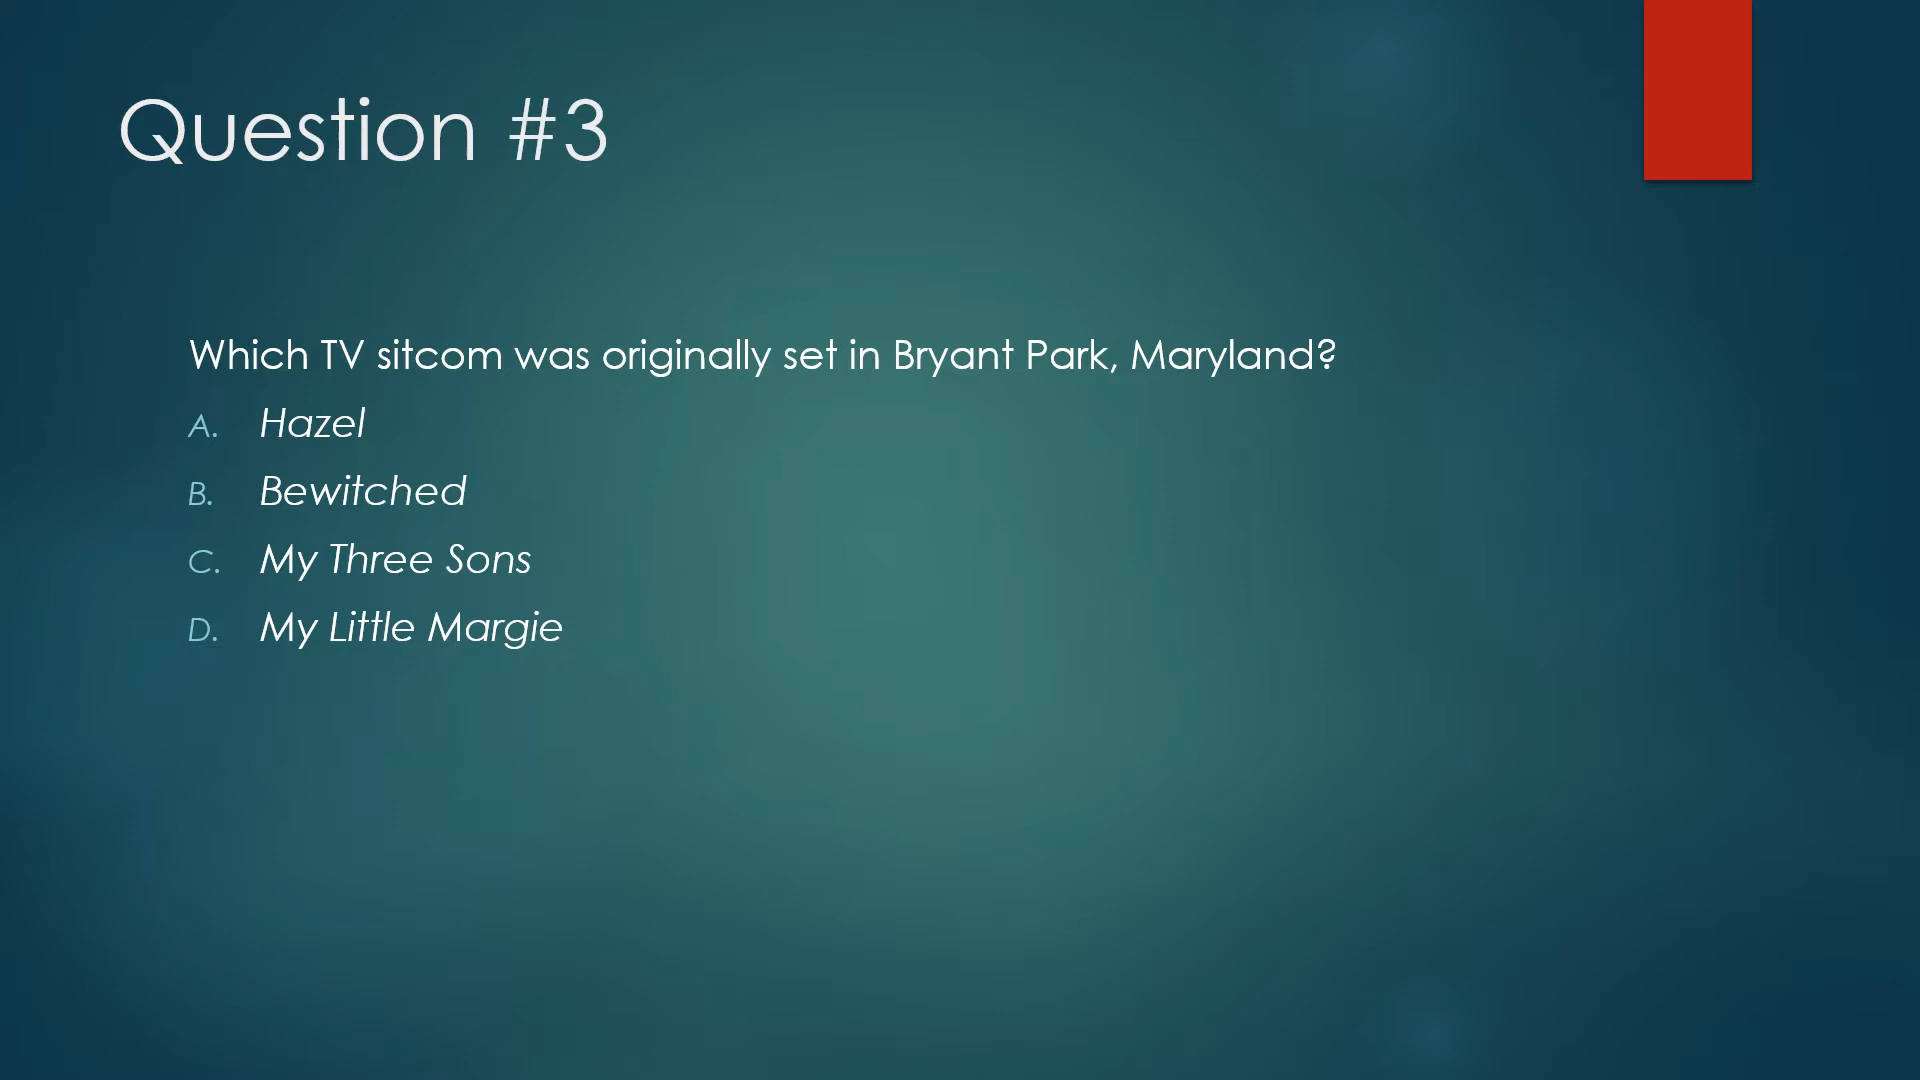 Question #3
Which TV sitcom was originally set in Bryant Park, Maryland?
A. Hazel
B. Bewitched
C. My Three Sons
D. My Little Margie